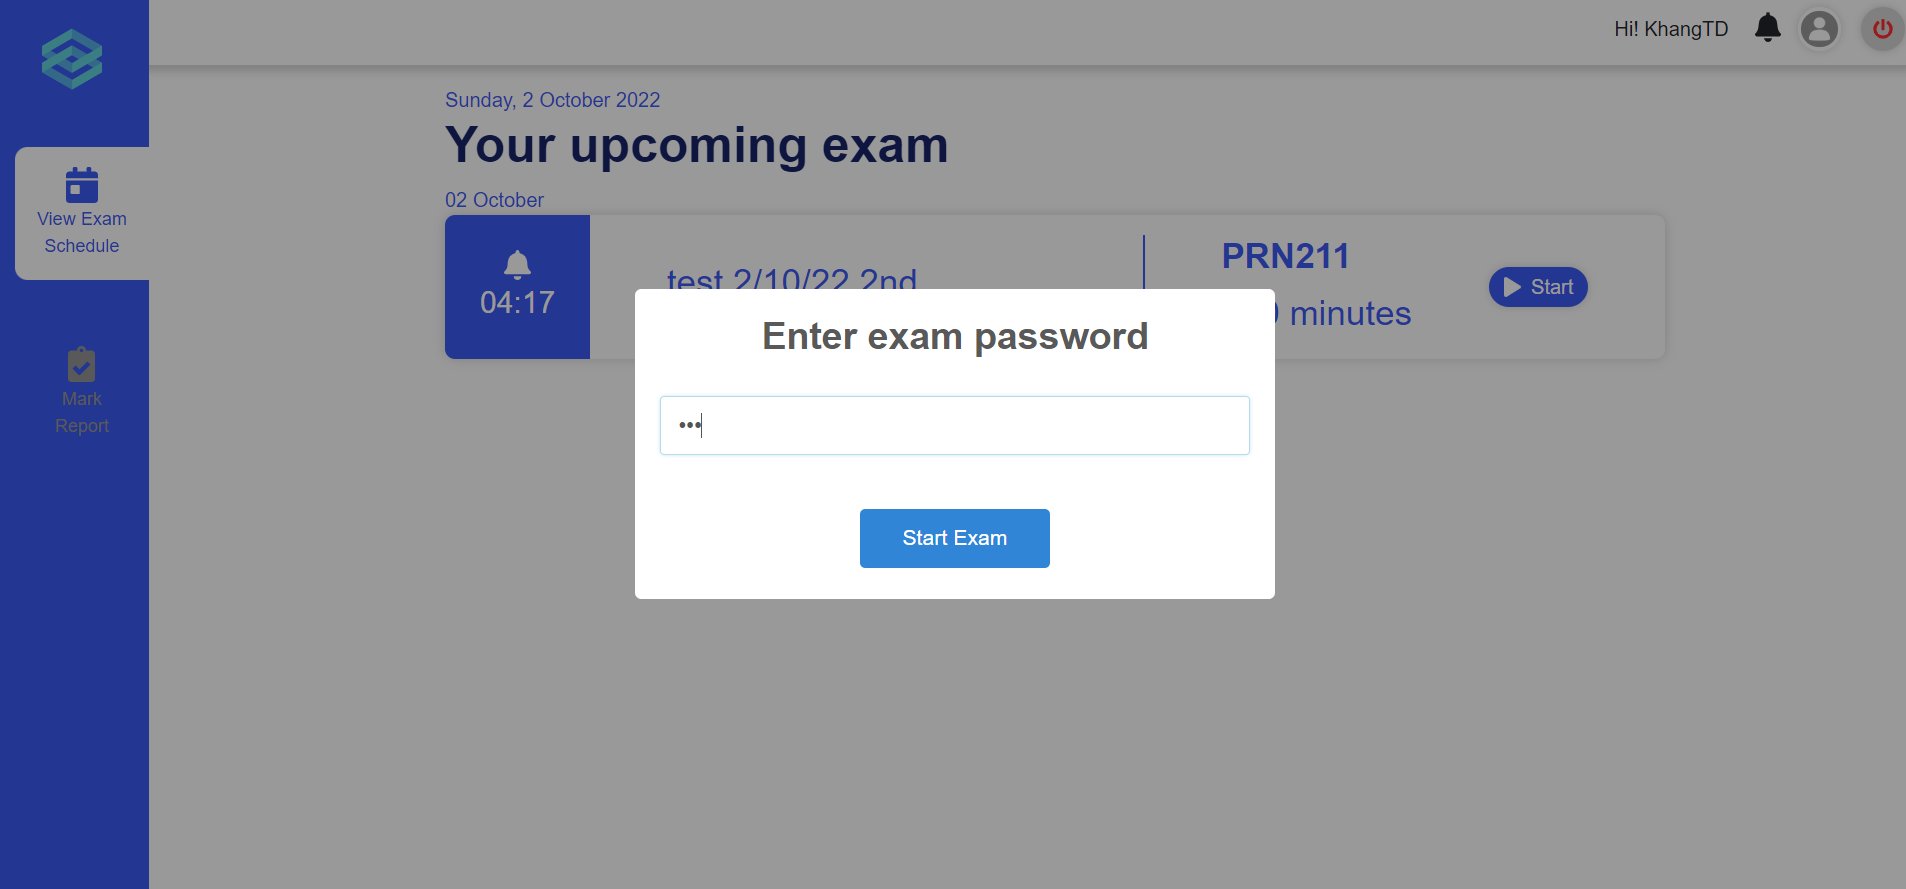 Hi! KhangTD
View Exam
Schedule
Mark
Report
Sunday, 2 October 2022
Your upcoming exam
02 October
04:17
test 2/10/22 2nd
PRN211
minutes
Start
Enter exam password
•••
Start Exam